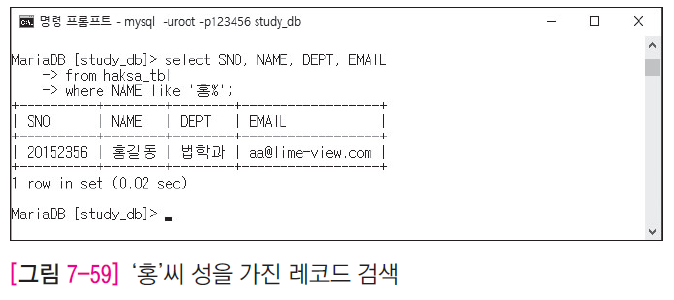 명령 프롬프트 - mysql -uroot -p123456 study_db
MariaDB [study_db]> select SNO, NAME, DEPT, EMAIL
-> from haksa_tbl
-> where NAME like '홍%';
+----------+--------+--------+------------------+
| SNO | NAME | DEPT | EMAIL |
+----------+--------+--------+------------------+
| 20152356 | 홍길동 | 법학과 | aa@lime-view.com |
+----------+--------+--------+------------------+
1 row in set (0.02 sec)
MariaDB [study_db]>
[그림 7-59] ‘홍’씨 성을 가진 레코드 검색